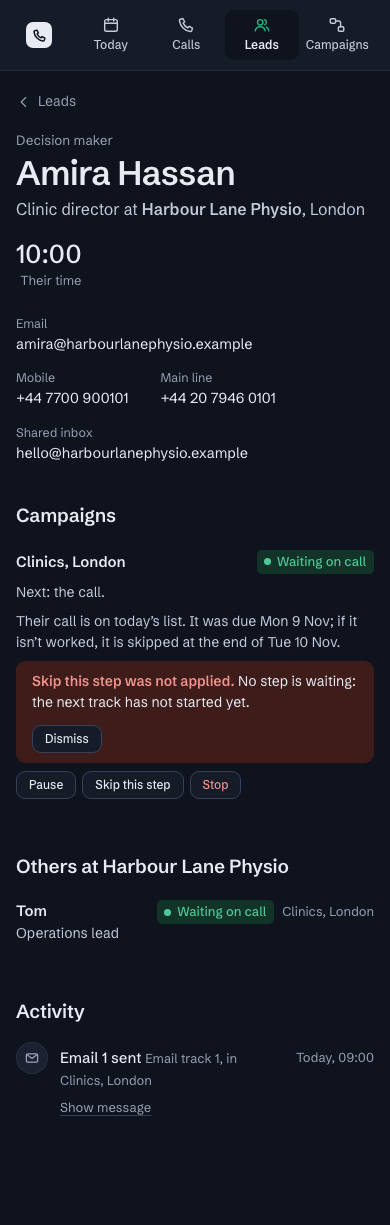 Today
Calls
Leads
Campaigns
Leads
Decision maker
Amira Hassan
Clinic director at Harbour Lane Physio, London
10:00
Their time
Email
amira@harbourlanephysio.example
Mobile
Main line
+44 7700 900101
+44 20 7946 0101
Shared inbox
hello@harbourlanephysio.example
Campaigns
Clinics, London
Waiting on call
Next: the call.
Their call is on today’s list. It was due Mon 9 Nov; if it
isn’t worked, it is skipped at the end of Tue 10 Nov.
Skip this step was not applied. No step is waiting:
the next track has not started yet.
Dismiss
Pause
Skip this step
Stop
Others at Harbour Lane Physio
Tom
Waiting on call
Clinics, London
Operations lead
Activity
Email 1 sent Email track 1, in
Today, 09:00
Clinics, London
Show message